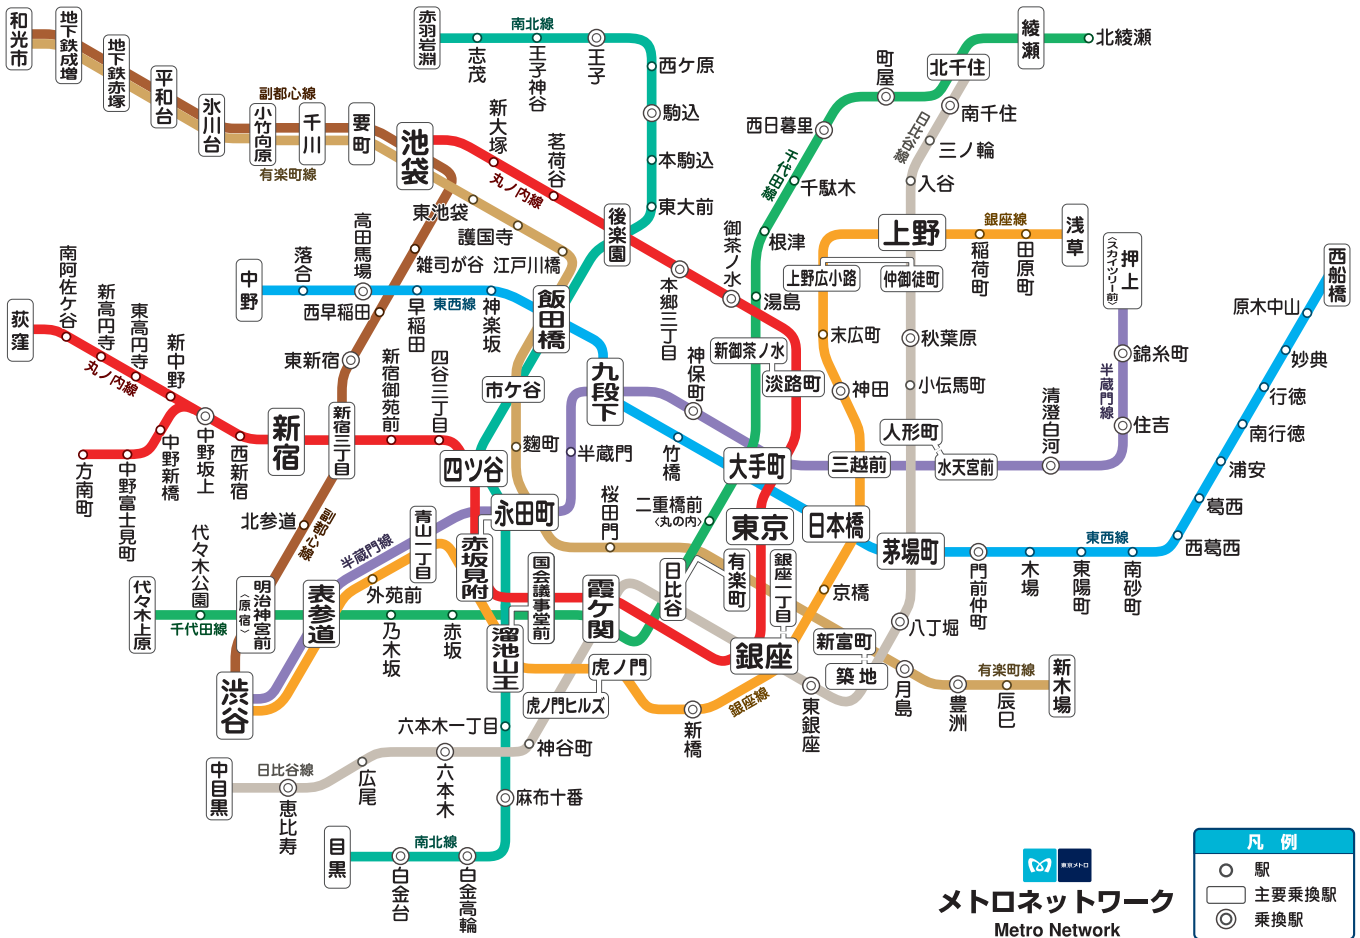 和光市
地下鉄成増
地下鉄赤塚
平和台
氷川台
小竹向原
千川
要町
池袋
副都心線
有楽町線
赤羽岩淵
南北線
志茂
王子神谷
王子
西ケ原
駒込
本駒込
東大前
後楽園
新大塚
茗荷谷
丸ノ内線
東池袋
護国寺
江戸川橋
雑司が谷
西早稲田
東新宿
中野
落合
高田馬場
早稲田
東西線
神楽坂
飯田橋
九段下
市ケ谷
麴町
半蔵門
荻窪
南阿佐ケ谷
新高円寺
東高円寺
新中野
丸ノ内線
方南町
中野富士見町
中野新橋
中野坂上
西新宿
新宿
新宿三丁目
新宿御苑前
四谷三丁目
四ツ谷
北参道
副都心線
明治神宮前
〈原宿〉
代々木上原
代々木公園
千代田線
表参道
渋谷
半蔵門線
外苑前
青山一丁目
乃木坂
赤坂
赤坂見附
永田町
国会議事堂前
溜池山王
霞ケ関
虎ノ門
虎ノ門ヒルズ
桜田門
二重橋前
〈丸の内〉
日比谷
有楽町
銀座一丁目
銀座
新橋
銀座線
東銀座
築地
新富町
月島
豊洲
有楽町線
辰巳
新木場
八丁堀
京橋
東京
大手町
日本橋
三越前
茅場町
水天宮前
人形町
小伝馬町
秋葉原
仲御徒町
上野
上野広小路
末広町
神田
淡路町
新御茶ノ水
御茶ノ水
本郷三丁目
神保町
竹橋
湯島
根津
千駄木
千代田線
西日暮里
町屋
北千住
綾瀬
北綾瀬
南千住
三ノ輪
日比谷線
入谷
銀座線
稲荷町
田原町
浅草
押上
〈スカイツリー前〉
錦糸町
半蔵門線
住吉
清澄白河
西船橋
原木中山
妙典
行徳
南行徳
浦安
葛西
西葛西
東西線
門前仲町
木場
東陽町
南砂町
六本木一丁目
神谷町
麻布十番
中目黒
日比谷線
恵比寿
広尾
六本木
目黒
南北線
白金台
白金高輪
東京メトロ
メトロネットワーク
Metro Network
凡 例
駅
主要乗換駅
乗換駅